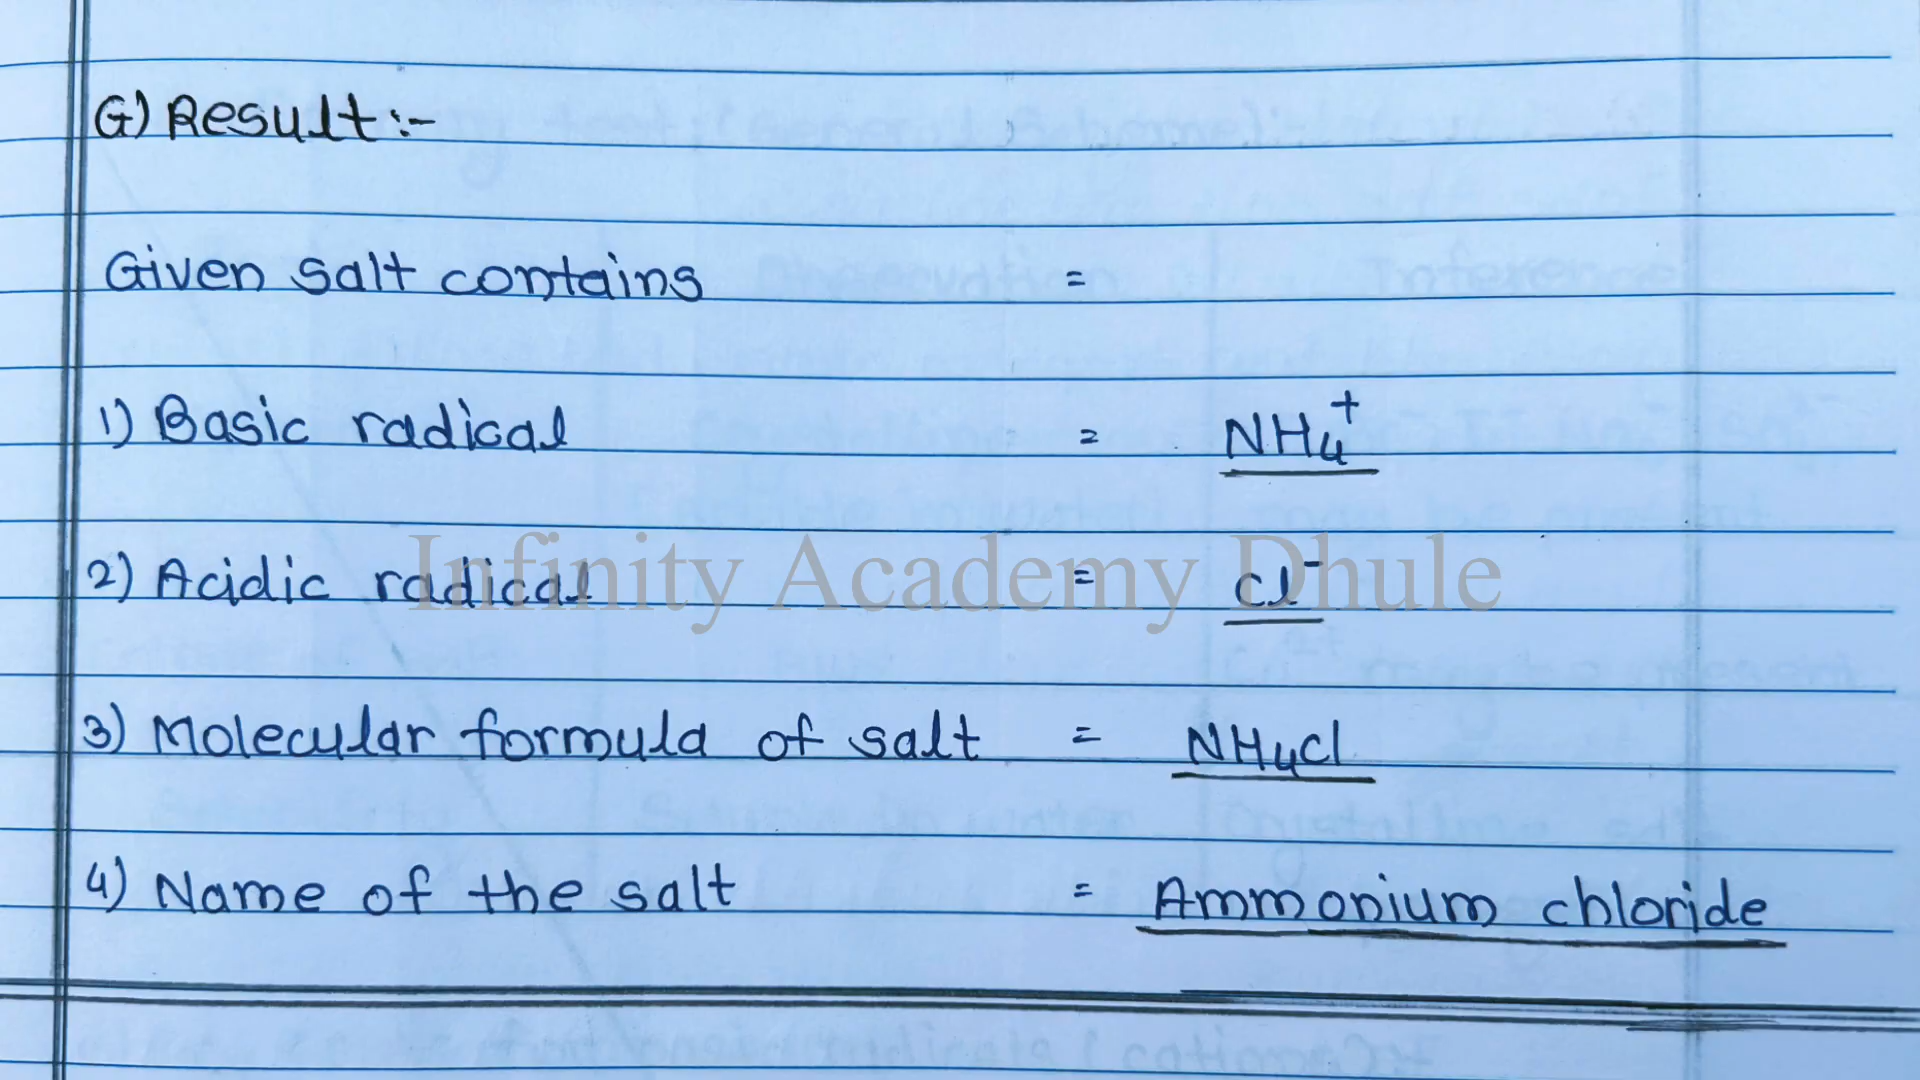 G) Result:-
Given salt contains =
1) Basic radical = NH4+
2) Acidic radical = Cl-
Infinity Academy Dhule
3) Molecular formula of salt = NH4Cl
4) Name of the salt = Ammonium chloride